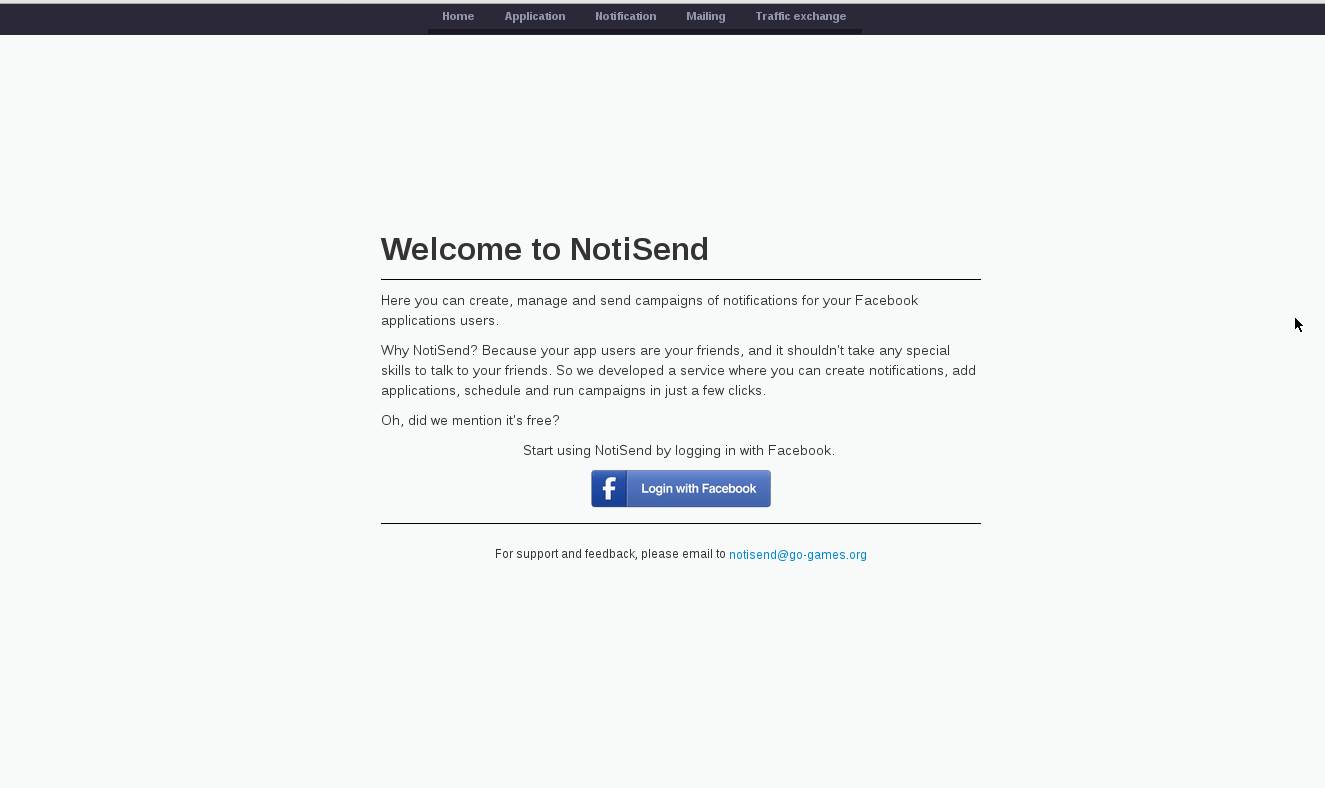 Home Application Notification Mailing Traffic exchange
Welcome to NotiSend
Here you can create, manage and send campaigns of notifications for your Facebook
applications users.
Why NotiSend? Because your app users are your friends, and it shouldn't take any special
skills to talk to your friends. So we developed a service where you can create notifications, add
applications, schedule and run campaigns in just a few clicks.
Oh, did we mention it's free?
Start using NotiSend by logging in with Facebook.
f Login with Facebook
For support and feedback, please email to notisend@go-games.org